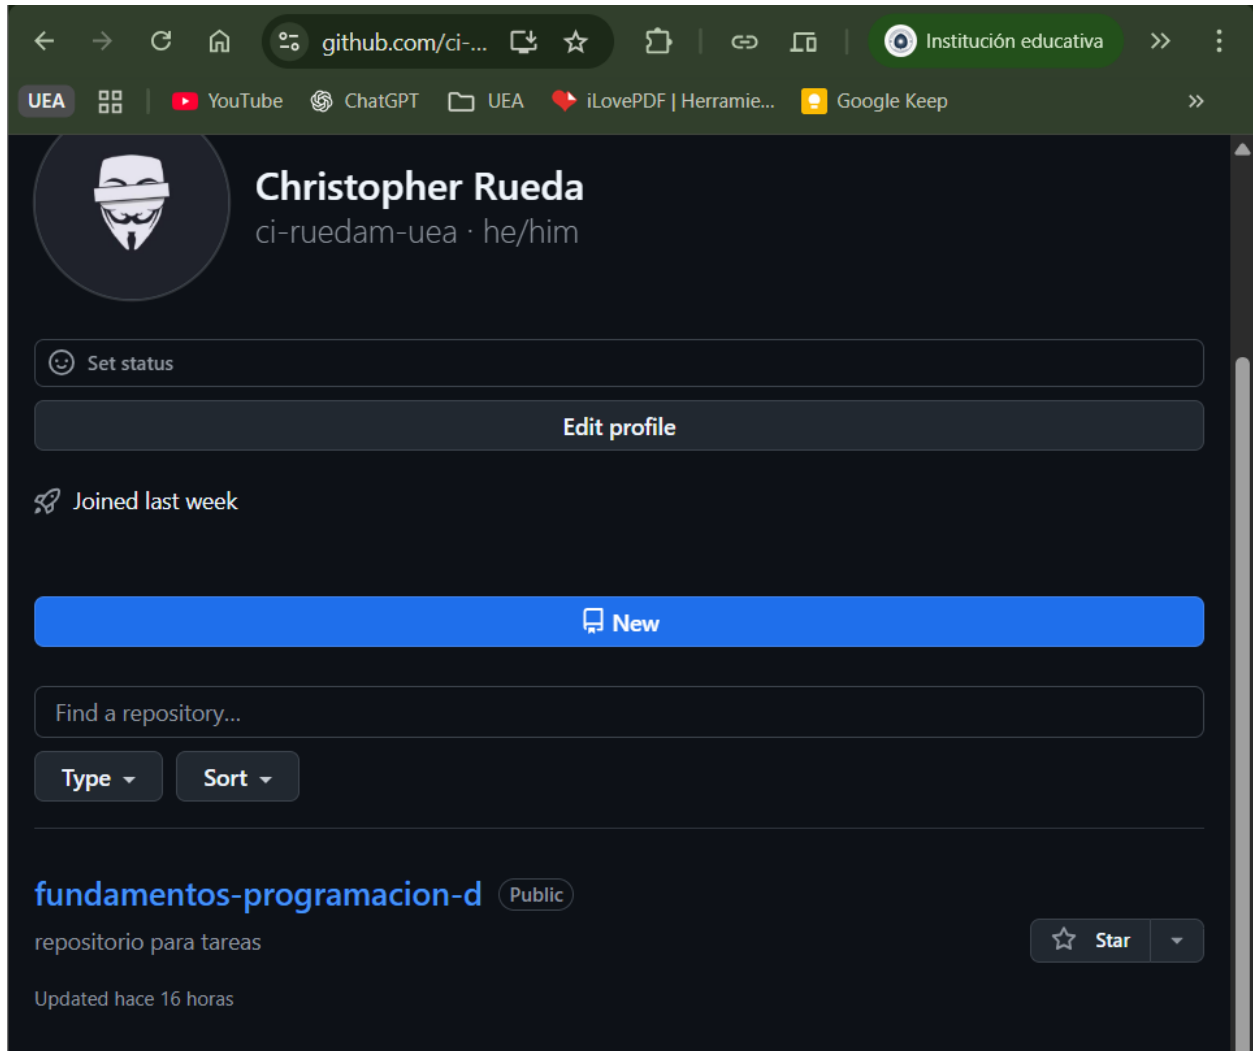 github.com/ci-...
Institución educativa
UEA
YouTube
ChatGPT
UEA
iLovePDF | Herramie...
Google Keep
Christopher Rueda
ci-ruedam-uea · he/him
Set status
Edit profile
Joined last week
New
Find a repository...
Type
Sort
fundamentos-programacion-d Public
repositorio para tareas
Star
Updated hace 16 horas